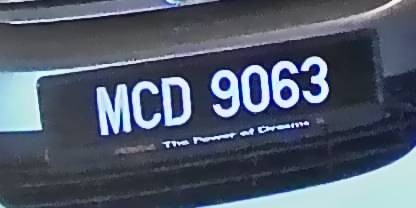 MCD 9063
The Power of Dreams